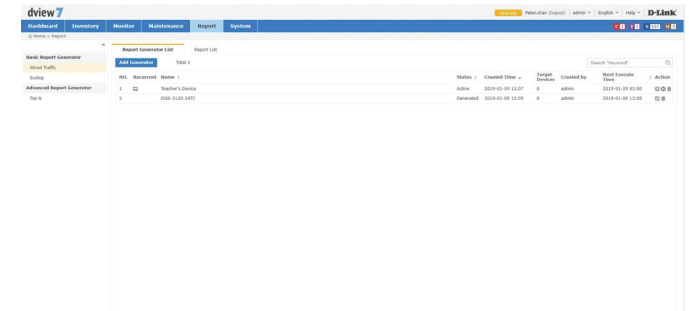 dview 7
Upgrade Peter.chan (logout) admin English Help D-Link
Dashboard Inventory Monitor Maintenance Report System
Home > Report
Basic Report Generator
Wired Traffic
Syslog
Advanced Report Generator
Top N
Report Generator List Report List
Add Generator Total 2 Search "Keyword"
NO. Recurrent Name Status Created Time Target Devices Created by Next Execute Time Action
1 Teacher's Device Active 2019-01-09 13:07 admin 2019-01-29 03:00
2 DGS-3120-24TC Generated 2019-01-09 13:05 admin 2019-01-09 13:05